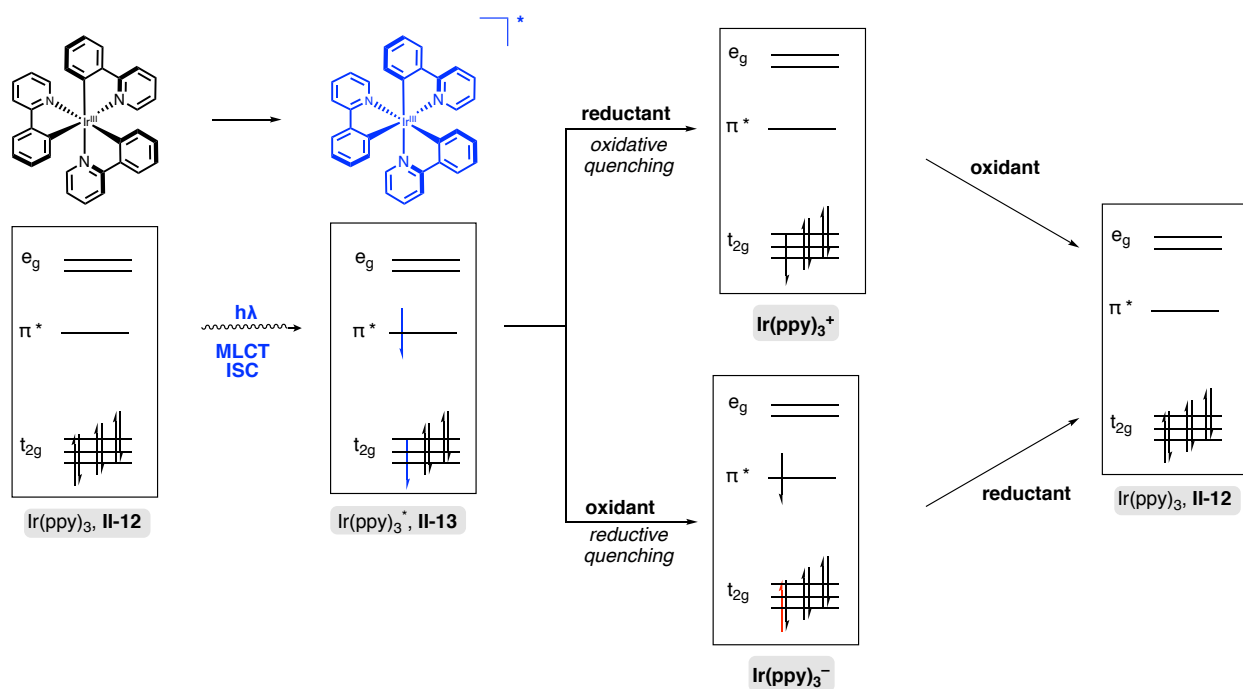 *
N
N
Ir^III
N
N
N
Ir^III
N
e_g
π*
t_2g
Ir(ppy)_3, II-12
hλ
MLCT
ISC
e_g
π*
t_2g
Ir(ppy)_3^*, II-13
reductant
oxidative
quenching
e_g
π*
t_2g
Ir(ppy)_3^+
oxidant
reductive
quenching
e_g
π*
t_2g
Ir(ppy)_3^−
oxidant
reductant
e_g
π*
t_2g
Ir(ppy)_3, II-12